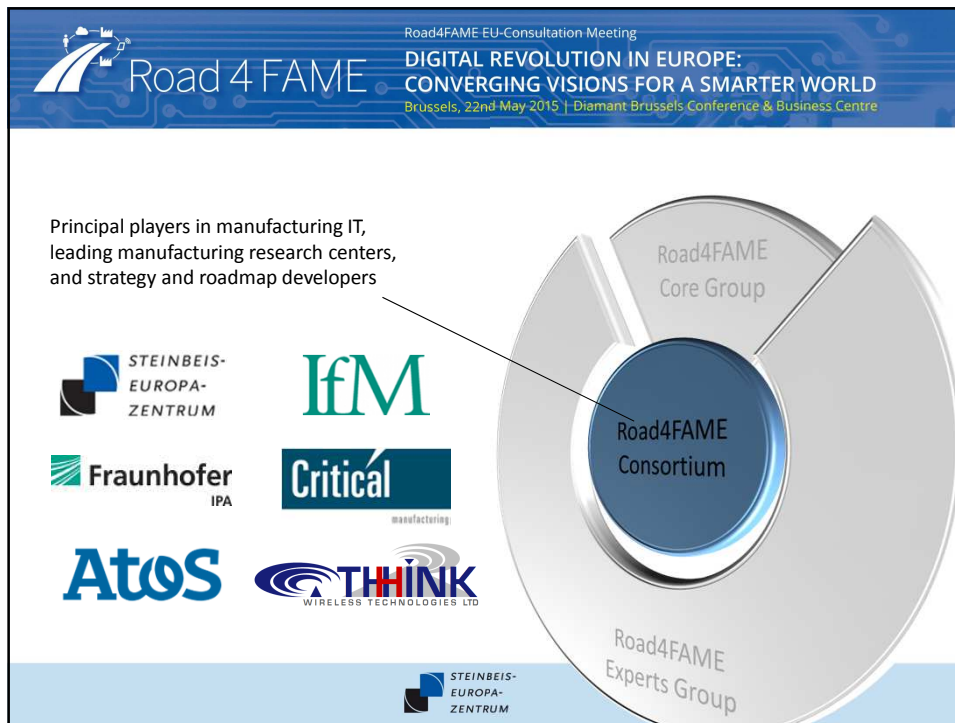 Road4FAME EU-Consultation Meeting
DIGITAL REVOLUTION IN EUROPE:
CONVERGING VISIONS FOR A SMARTER WORLD
Brussels, 22nd May 2015 | Diamant Brussels Conference & Business Centre
Road 4 FAME
Principal players in manufacturing IT,
leading manufacturing research centers,
and strategy and roadmap developers
STEINBEIS-
EUROPA-
ZENTRUM
IfM
Fraunhofer
IPA
Critical
manufacturing
Atos
THHINK
WIRELESS TECHNOLOGIES LTD
Road4FAME
Core Group
Road4FAME
Consortium
Road4FAME
Experts Group
STEINBEIS-
EUROPA-
ZENTRUM